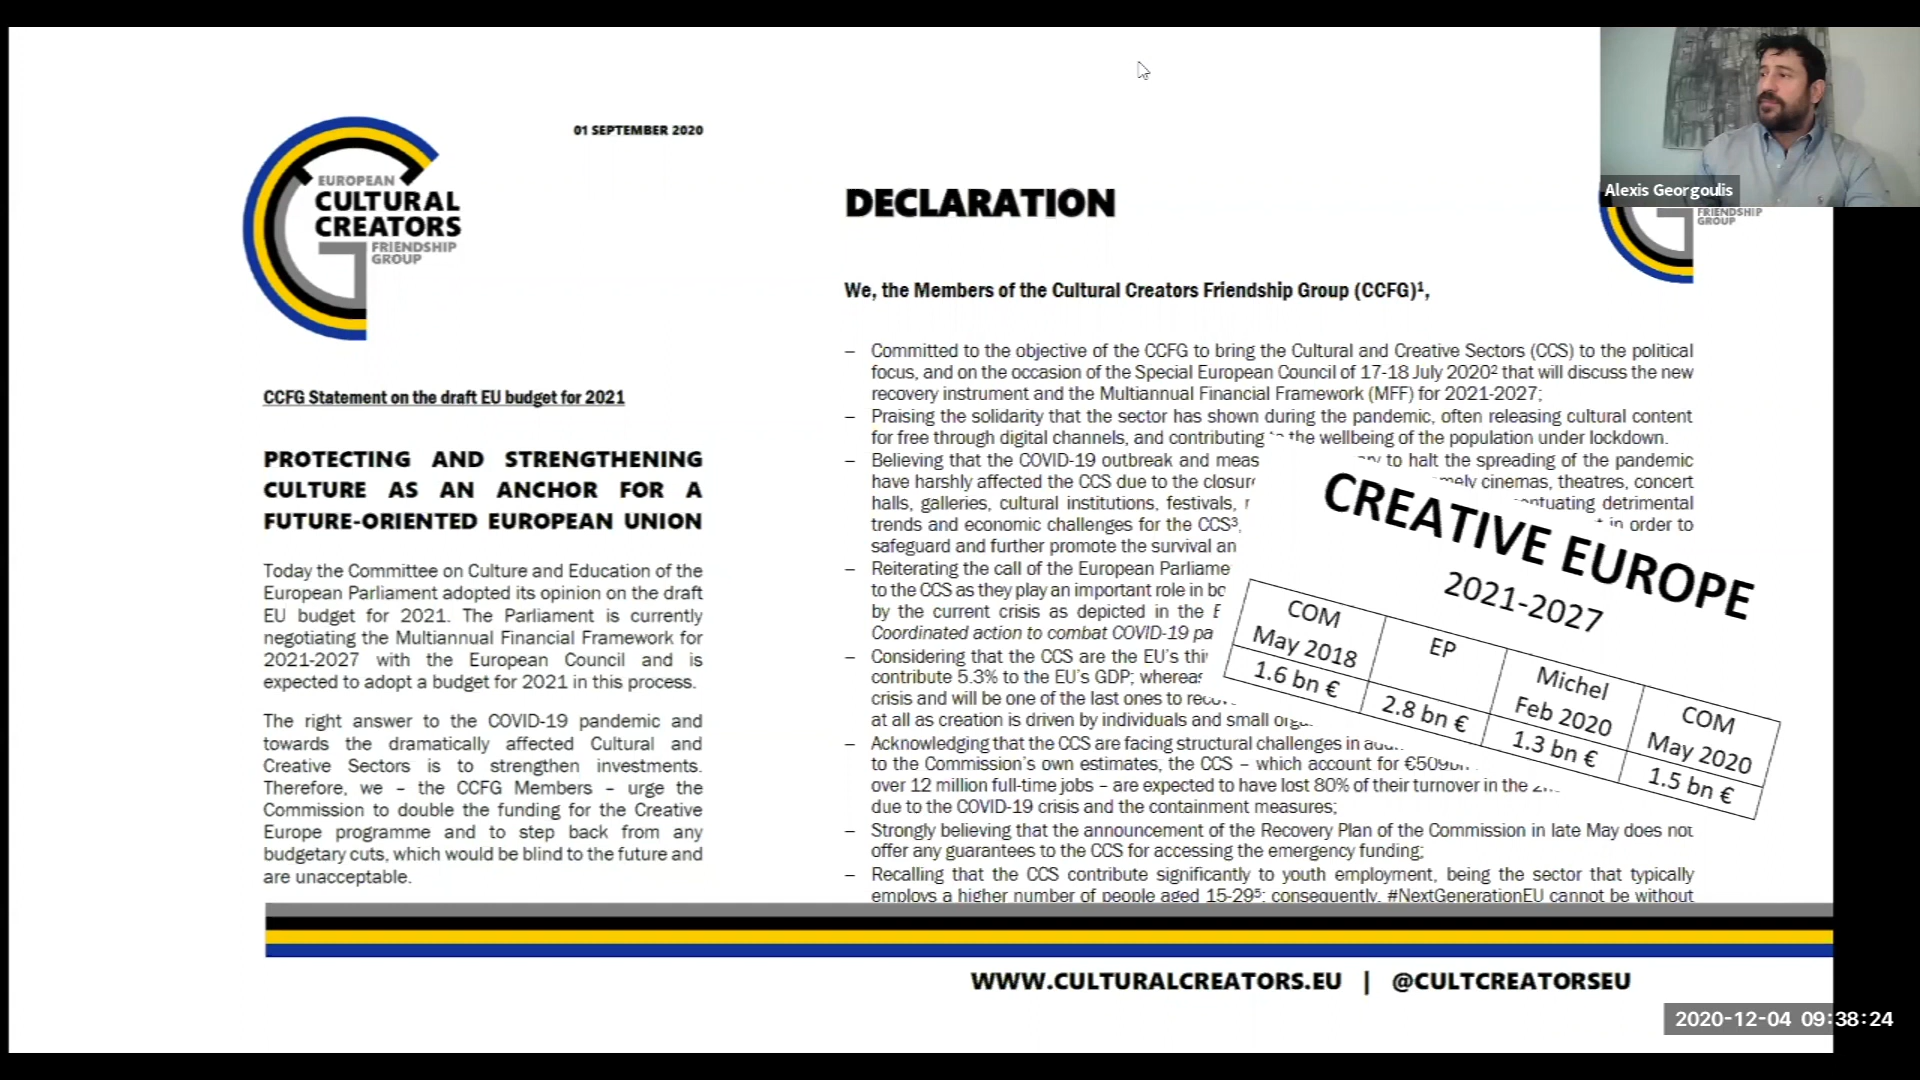 01 SEPTEMBER 2020
EUROPEAN
CULTURAL
CREATORS
FRIENDSHIP
GROUP
CCFG Statement on the draft EU budget for 2021
PROTECTING AND STRENGTHENING
CULTURE AS AN ANCHOR FOR A
FUTURE-ORIENTED EUROPEAN UNION
Today the Committee on Culture and Education of the
European Parliament adopted its opinion on the draft
EU budget for 2021. The Parliament is currently
negotiating the Multiannual Financial Framework for
2021-2027 with the European Council and is
expected to adopt a budget for 2021 in this process.
The right answer to the COVID-19 pandemic and
towards the dramatically affected Cultural and
Creative Sectors is to strengthen investments.
Therefore, we – the CCFG Members – urge the
Commission to double the funding for the Creative
Europe programme and to step back from any
budgetary cuts, which would be blind to the future and
are unacceptable.
DECLARATION
We, the Members of the Cultural Creators Friendship Group (CCFG)¹,
– Committed to the objective of the CCFG to bring the Cultural and Creative Sectors (CCS) to the political
focus, and on the occasion of the Special European Council of 17-18 July 2020² that will discuss the new
recovery instrument and the Multiannual Financial Framework (MFF) for 2021-2027;
– Praising the solidarity that the sector has shown during the pandemic, often releasing cultural content
for free through digital channels, and contributing the wellbeing of the population under lockdown.
– Believing that the COVID-19 outbreak and meas to halt the spreading of the pandemic
have harshly affected the CCS due to the closur cinemas, theatres, concert
halls, galleries, cultural institutions, festivals, detrimental
trends and economic challenges for the CCS³, in order to
safeguard and further promote the survival an
– Reiterating the call of the European Parliame
to the CCS as they play an important role in bo
by the current crisis as depicted in the
Coordinated action to combat COVID-19 pa
– Considering that the CCS are the EU's thi
contribute 5.3% to the EU's GDP; whereas
crisis and will be one of the last ones to
at all as creation is driven by individuals and small
– Acknowledging that the CCS are facing structural challenges in
to the Commission's own estimates, the CCS – which account for
over 12 million full-time jobs – are expected to have lost 80% of their turnover in the
due to the COVID-19 crisis and the containment measures;
– Strongly believing that the announcement of the Recovery Plan of the Commission in late May does not
offer any guarantees to the CCS for accessing the emergency funding;
– Recalling that the CCS contribute significantly to youth employment, being the sector that typically
employs a higher number of people aged 15-29⁵; consequently, #NextGenerationEU cannot be without
CREATIVE EUROPE
2021-2027
COM May 2018 EP Michel Feb 2020 COM May 2020
1.6 bn € 2.8 bn € 1.3 bn € 1.5 bn €
Alexis Georgoulis
FRIENDSHIP
GROUP
WWW.CULTURALCREATORS.EU | @CULTCREATORSEU
2020-12-04 09:38:24